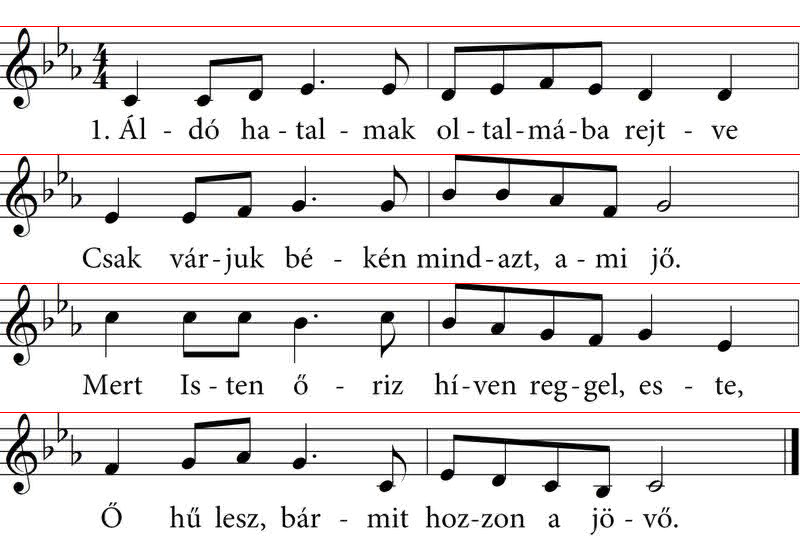 1. Ál - dó ha - tal - mak ol - tal - má - ba rejt - ve
Csak vár - juk bé - kén mind - azt, a - mi jő.
Mert Is - ten ő - riz hí - ven reg - gel, es - te,
Ő hű lesz, bár - mit hoz - zon a jö - vő.